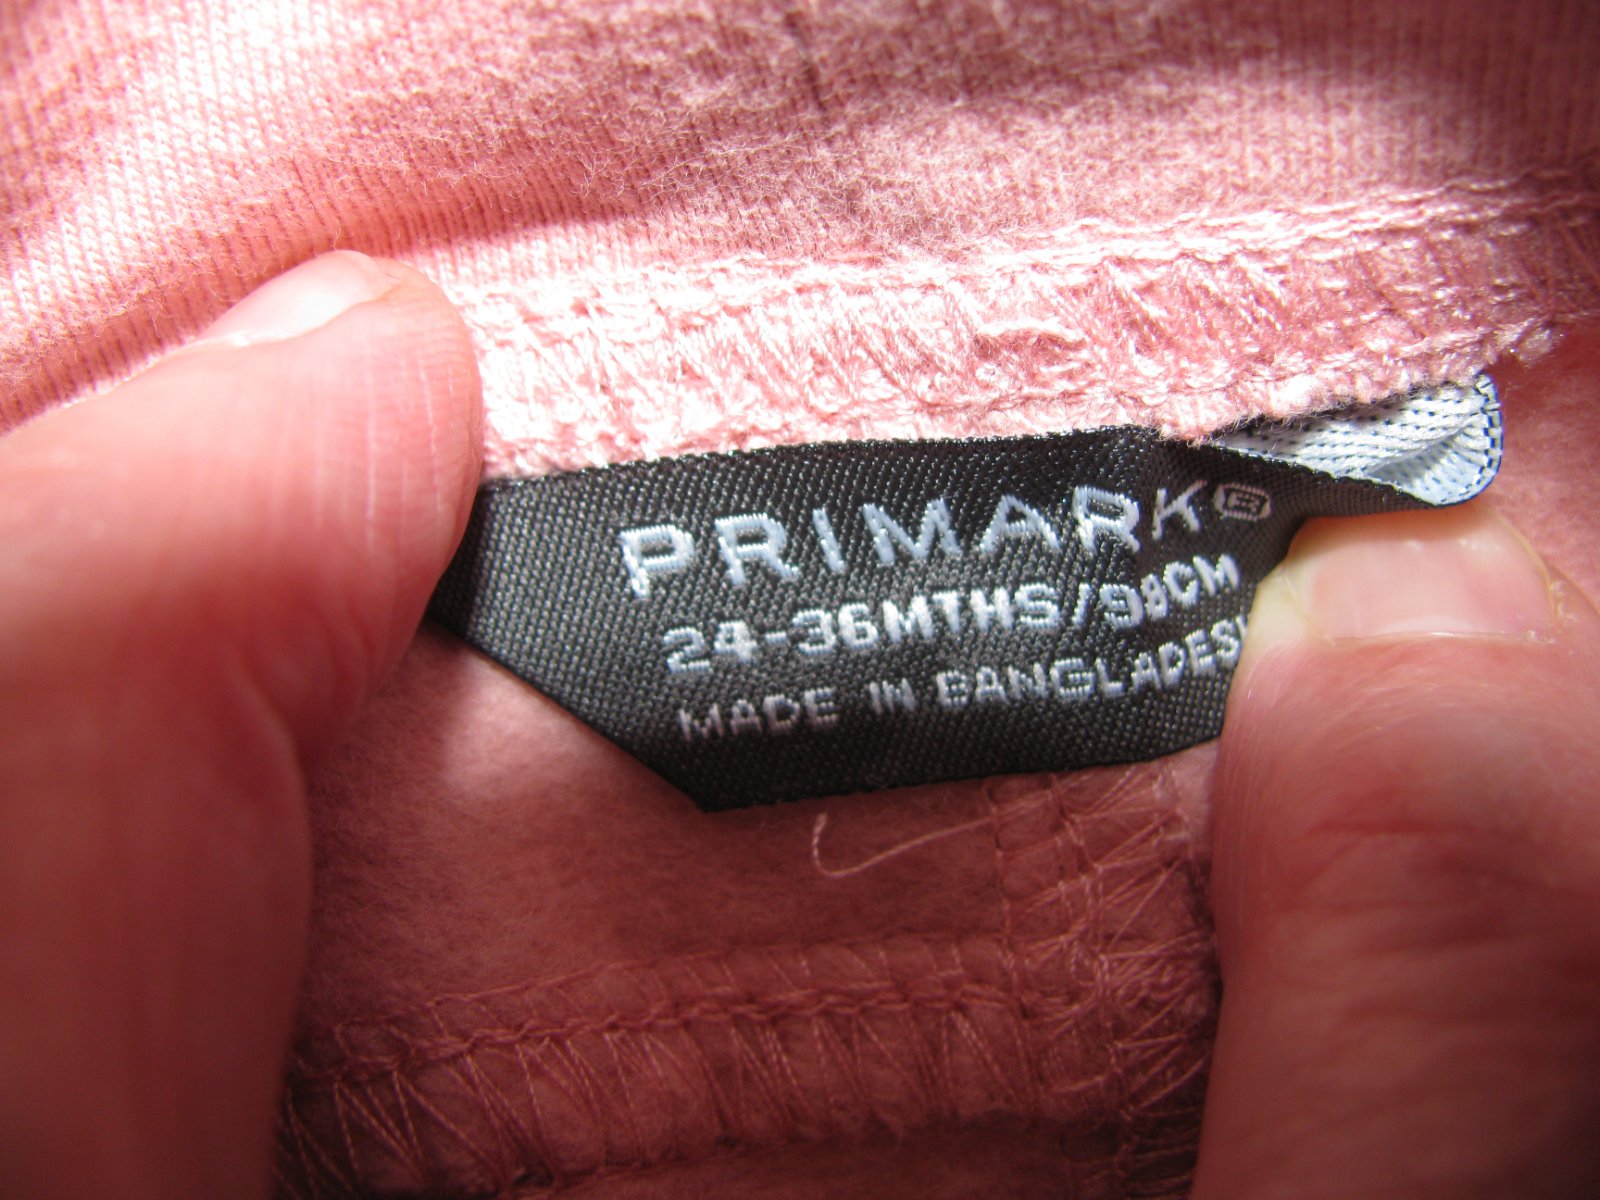 PRIMARK®
24-36MTHS/98CM
MADE IN BANGLADESH